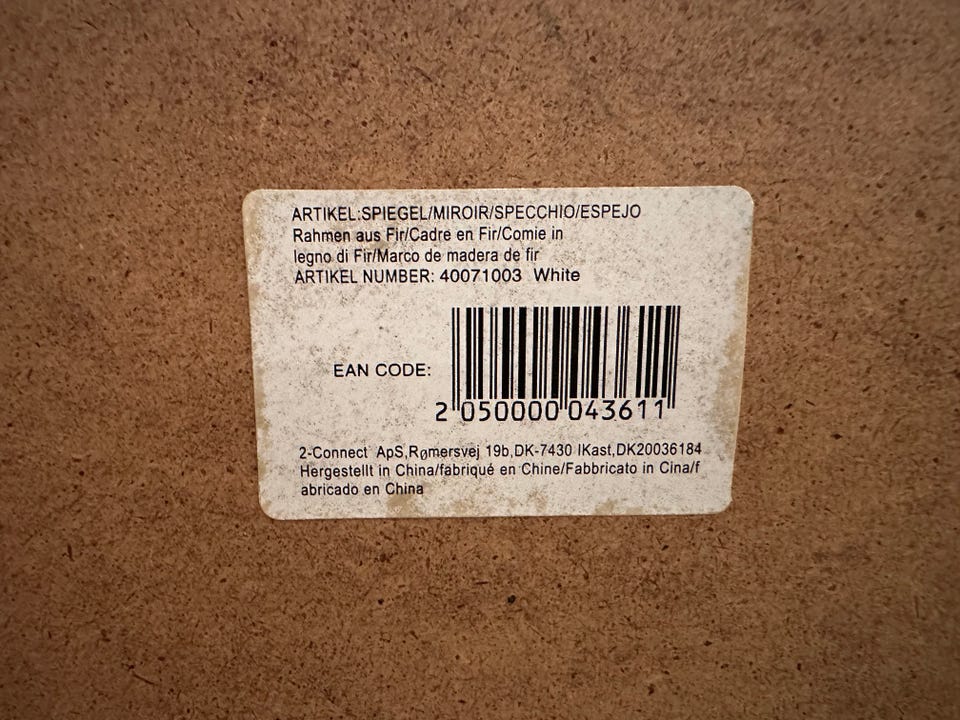 ARTIKEL:SPIEGEL/MIROIR/SPECCHIO/ESPEJO
Rahmen aus Fir/Cadre en Fir/Comie in
legno di Fir/Marco de madera de fir
ARTIKEL NUMBER: 40071003 White
EAN CODE:
2 050000 043611
2-Connect ApS,Rømersvej 19b,DK-7430 IKast,DK20036184
Hergestellt in China/fabriqué en Chine/Fabbricato in Cina/f
abricado en China